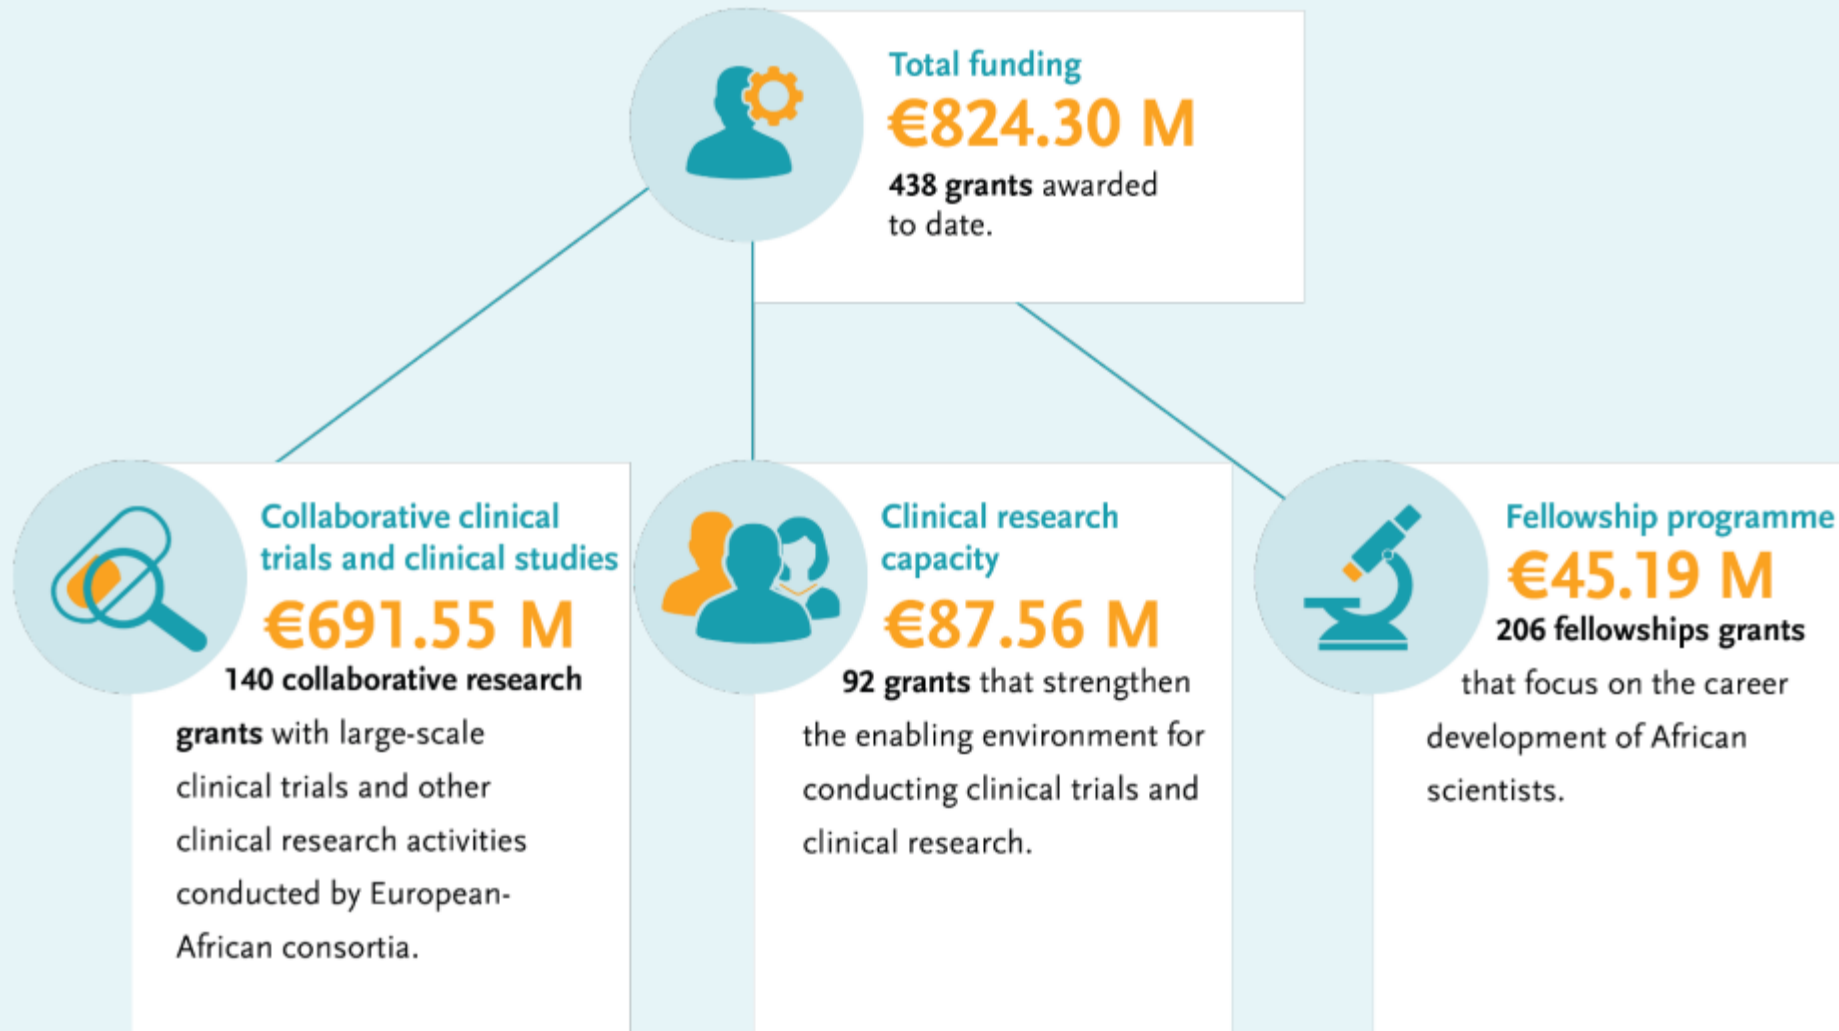 Total funding
€824.30 M
438 grants awarded
to date.
Collaborative clinical
trials and clinical studies
€691.55 M
140 collaborative research
grants with large-scale
clinical trials and other
clinical research activities
conducted by European-
African consortia.
Clinical research
capacity
€87.56 M
92 grants that strengthen
the enabling environment for
conducting clinical trials and
clinical research.
Fellowship programme
€45.19 M
206 fellowships grants
that focus on the career
development of African
scientists.